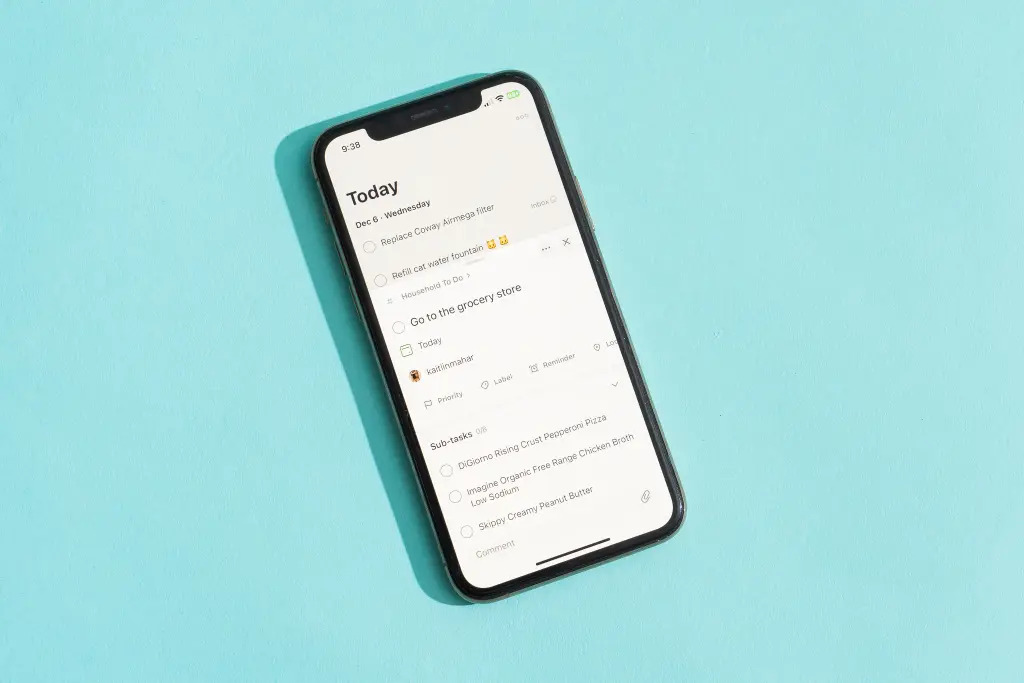 9:38
Today
Dec 6 · Wednesday
Replace Coway Airmega filter
Inbox
Refill cat water fountain 🐱 🐱
# Household To Do >
Go to the grocery store
Today
kaitlinmahar
Priority
Label
Reminder
Loc
Sub-tasks 0/8
DiGiorno Rising Crust Pepperoni Pizza
Imagine Organic Free Range Chicken Broth
Low Sodium
Skippy Creamy Peanut Butter
Comment